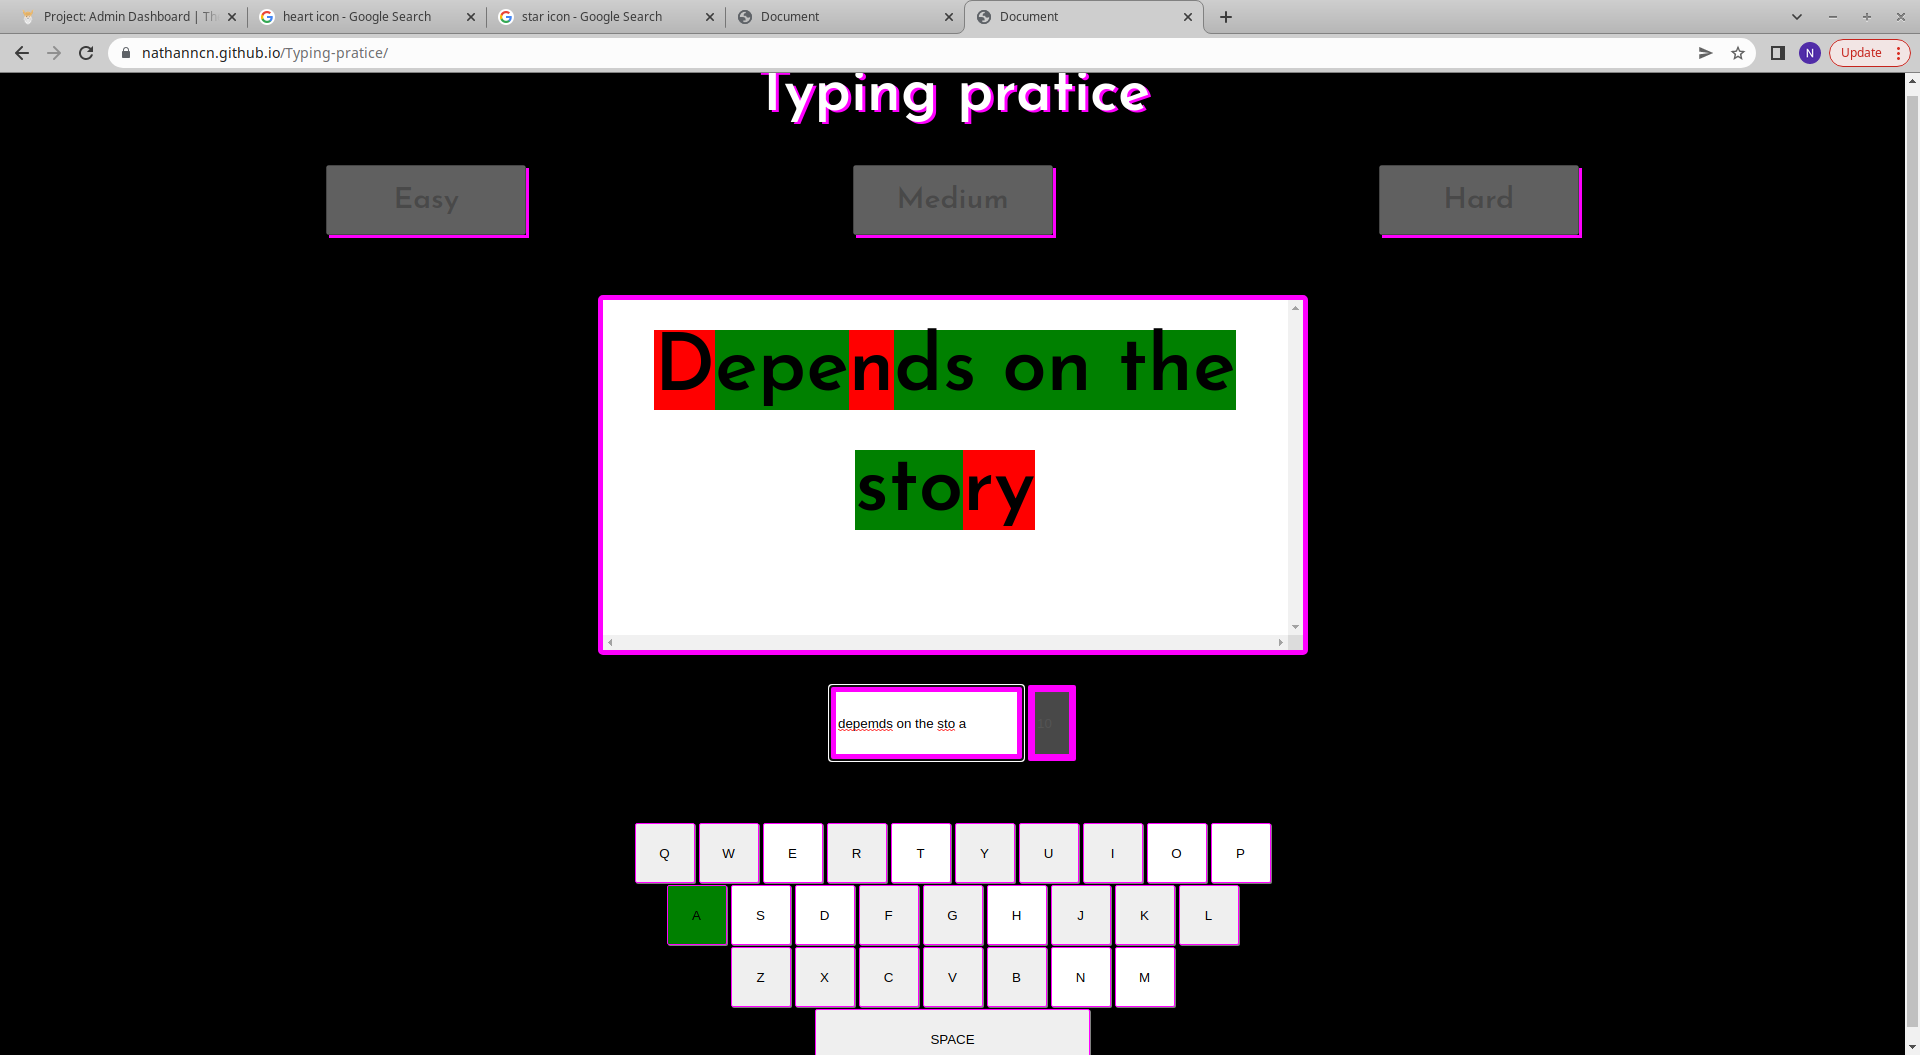 Project: Admin Dashboard | Th
heart icon - Google Search
star icon - Google Search
Document
Document
nathanncn.github.io/Typing-pratice/
N
Update
Typing pratice
Easy
Medium
Hard
Depends on the
story
depemds on the sto a
10
Q W E R T Y U I O P
A S D F G H J K L
Z X C V B N M
SPACE